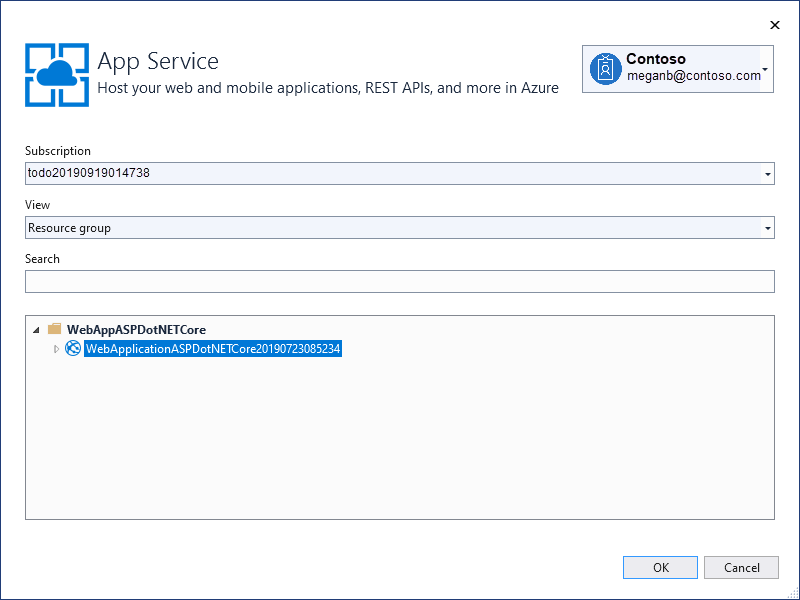 App Service
Host your web and mobile applications, REST APIs, and more in Azure
Contoso
meganb@contoso.com
Subscription
todo20190919014738
View
Resource group
Search
WebAppASPDotNETCore
WebApplicationASPDotNETCore20190723085234
OK
Cancel